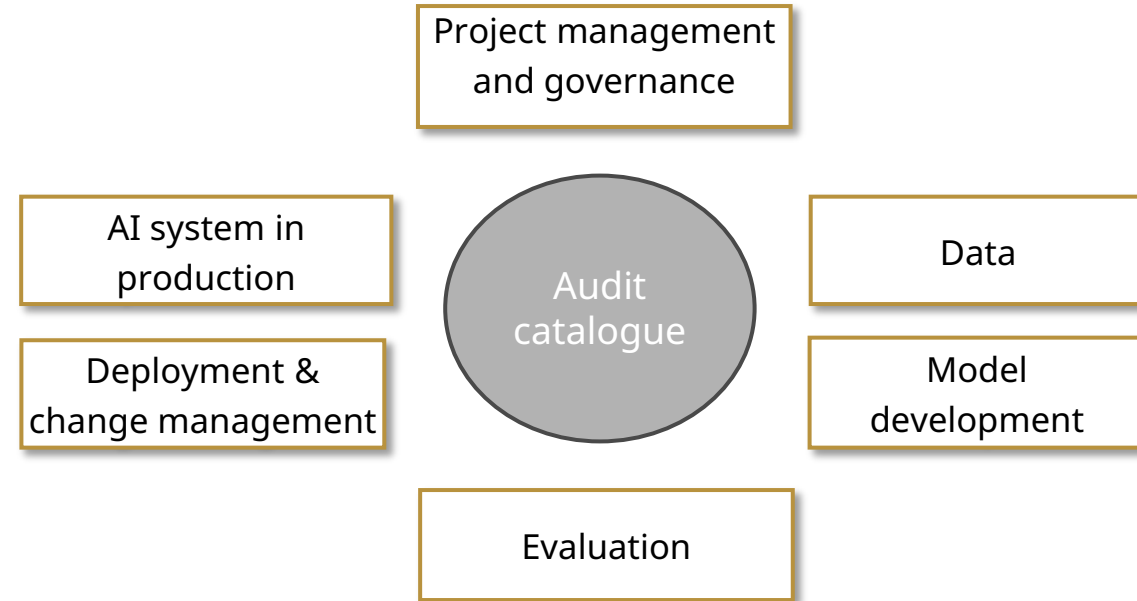 Project management
and governance
AI system in
production
Audit
catalogue
Data
Deployment &
change management
Model
development
Evaluation